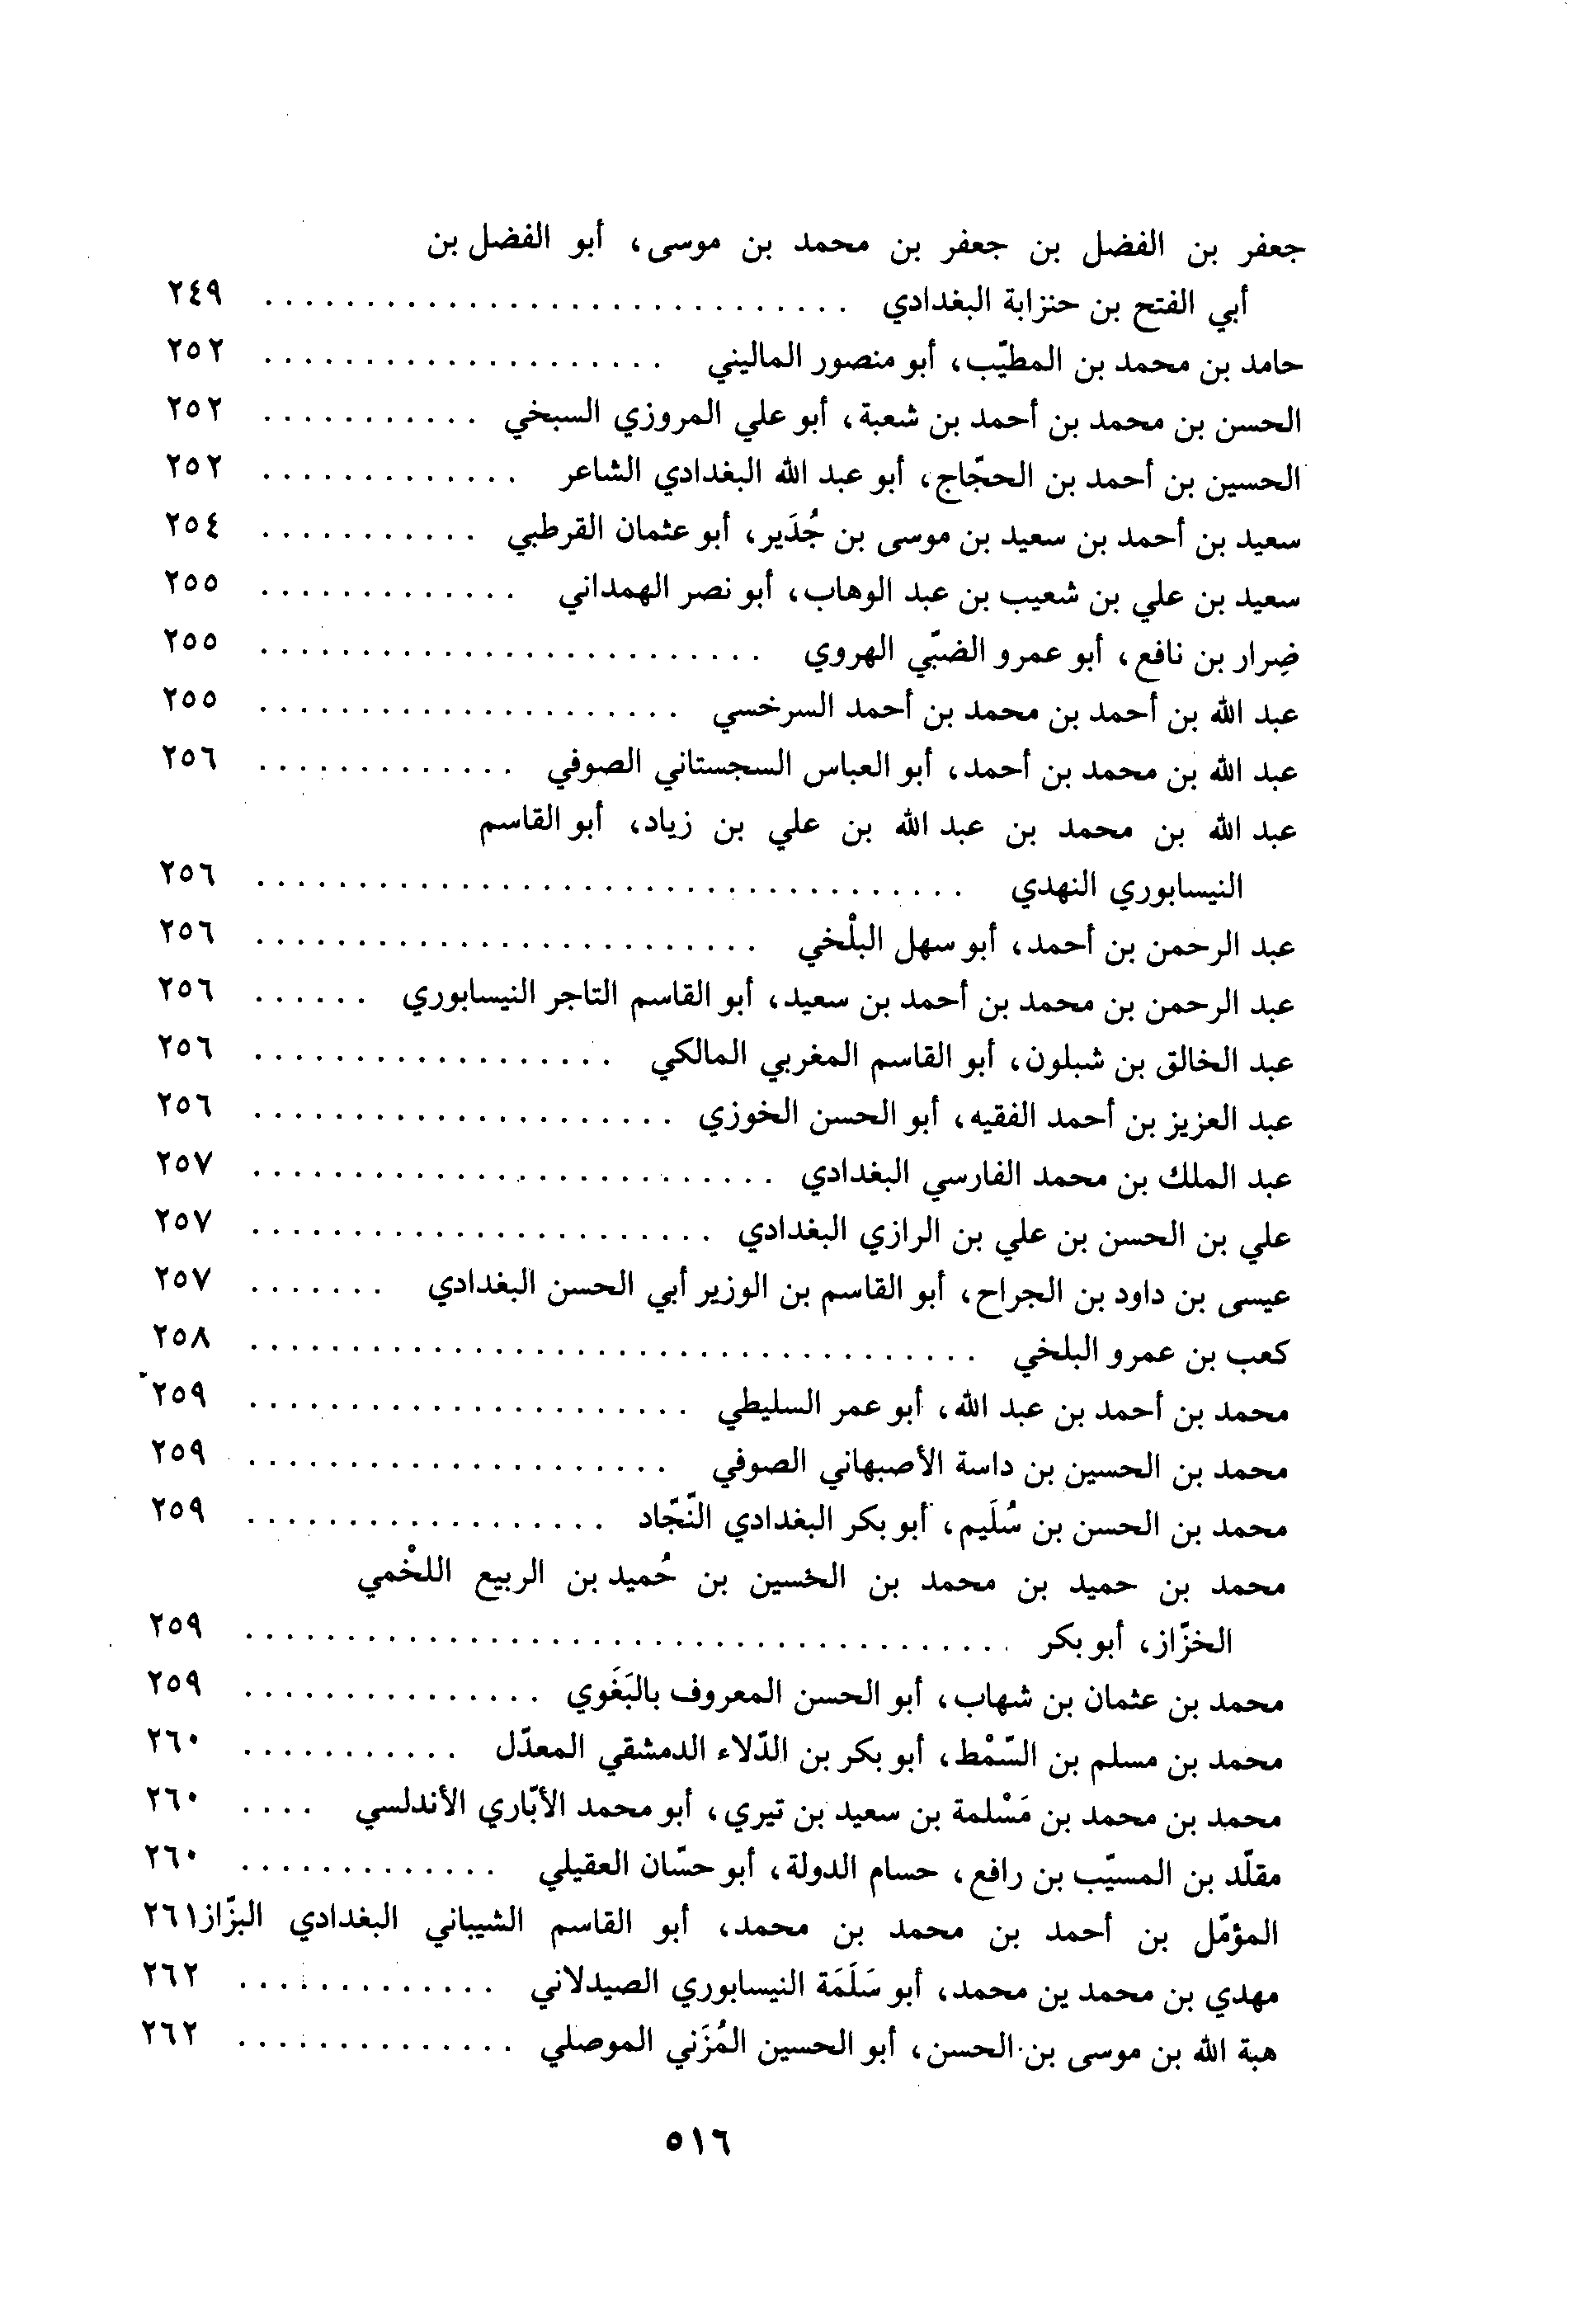 جعفر بن الفضل بن جعفر بن محمد بن موسى، أبو الفضل بن
أبي الفتح بن حنزابة البغدادي . . . . . . . . . . . . . . . . . . . . . . . . . . . . . ٢٤٩
حامد بن محمد بن المطيّب، أبو منصور الماليني . . . . . . . . . . . . . . . . . . . . ٢٥٢
الحسن بن محمد بن أحمد بن شعبة، أبو علي المروزي السبخي . . . . . . . . . . . ٢٥٢
الحسين بن أحمد بن الحجّاج، أبو عبد الله البغدادي الشاعر . . . . . . . . . . . . . ٢٥٢
سعيد بن أحمد بن سعيد بن موسى بن جُدَير، أبو عثمان القرطبي . . . . . . . . . . . ٢٥٤
سعيد بن علي بن شعيب بن عبد الوهاب، أبو نصر الهمداني . . . . . . . . . . . . . ٢٥٥
ضِرار بن نافع، أبو عمرو الضبّي الهروي . . . . . . . . . . . . . . . . . . . . . . . . . ٢٥٥
عبد الله بن أحمد بن محمد بن أحمد السرخسي . . . . . . . . . . . . . . . . . . . . . ٢٥٥
عبد الله بن محمد بن أحمد، أبو العباس السجستاني الصوفي . . . . . . . . . . . . . ٢٥٦
عبد الله بن محمد بن عبد الله بن علي بن زياد، أبو القاسم
النيسابوري النهدي . . . . . . . . . . . . . . . . . . . . . . . . . . . . . . . . . . . ٢٥٦
عبد الرحمن بن أحمد، أبو سهل البلْخي . . . . . . . . . . . . . . . . . . . . . . . . . ٢٥٦
عبد الرحمن بن محمد بن أحمد بن سعيد، أبو القاسم التاجر النيسابوري . . . . . . ٢٥٦
عبد الخالق بن شبلون، أبو القاسم المغربي المالكي . . . . . . . . . . . . . . . . . . ٢٥٦
عبد العزيز بن أحمد الفقيه، أبو الحسن الخوزي . . . . . . . . . . . . . . . . . . . . . ٢٥٦
عبد الملك بن محمد الفارسي البغدادي . . . . . . . . . . . . . . . . . . . . . . . . . . ٢٥٧
علي بن الحسن بن علي بن الرازي البغدادي . . . . . . . . . . . . . . . . . . . . . . . ٢٥٧
عيسى بن داود بن الجراح، أبو القاسم بن الوزير أبي الحسن البغدادي . . . . . . . ٢٥٧
كعب بن عمرو البلخي . . . . . . . . . . . . . . . . . . . . . . . . . . . . . . . . . . . . ٢٥٨
محمد بن أحمد بن عبد الله، أبو عمر السليطي . . . . . . . . . . . . . . . . . . . . . . ٢٥٩
محمد بن الحسين بن داسة الأصبهاني الصوفي . . . . . . . . . . . . . . . . . . . . . ٢٥٩
محمد بن الحسن بن سُلَيم، أبو بكر البغدادي النّجّاد . . . . . . . . . . . . . . . . . . ٢٥٩
محمد بن حميد بن محمد بن الحسين بن حُميد بن الربيع اللخْمي
الخزّاز، أبو بكر . . . . . . . . . . . . . . . . . . . . . . . . . . . . . . . . . . . . . . ٢٥٩
محمد بن عثمان بن شهاب، أبو الحسن المعروف بالبَغَوي . . . . . . . . . . . . . . . ٢٥٩
محمد بن مسلم بن السّمْط، أبو بكر بن الدّلاء الدمشقي المعدّل . . . . . . . . . . . ٢٦٠
محمد بن محمد بن مَسْلمة بن سعيد بن تيري، أبو محمد الأبّاري الأندلسي . . . . ٢٦٠
مقلّد بن المسيّب بن رافع، حسام الدولة، أبو حسّان العقيلي . . . . . . . . . . . . . ٢٦٠
المؤمّل بن أحمد بن محمد بن محمد، أبو القاسم الشيباني البغدادي البزّاز٢٦١
مهدي بن محمد ين محمد، أبو سَلَمَة النيسابوري الصيدلاني . . . . . . . . . . . . . ٢٦٢
هبة الله بن موسى بن الحسن، أبو الحسين المُزَني الموصلي . . . . . . . . . . . . . . ٢٦٢
٥١٦